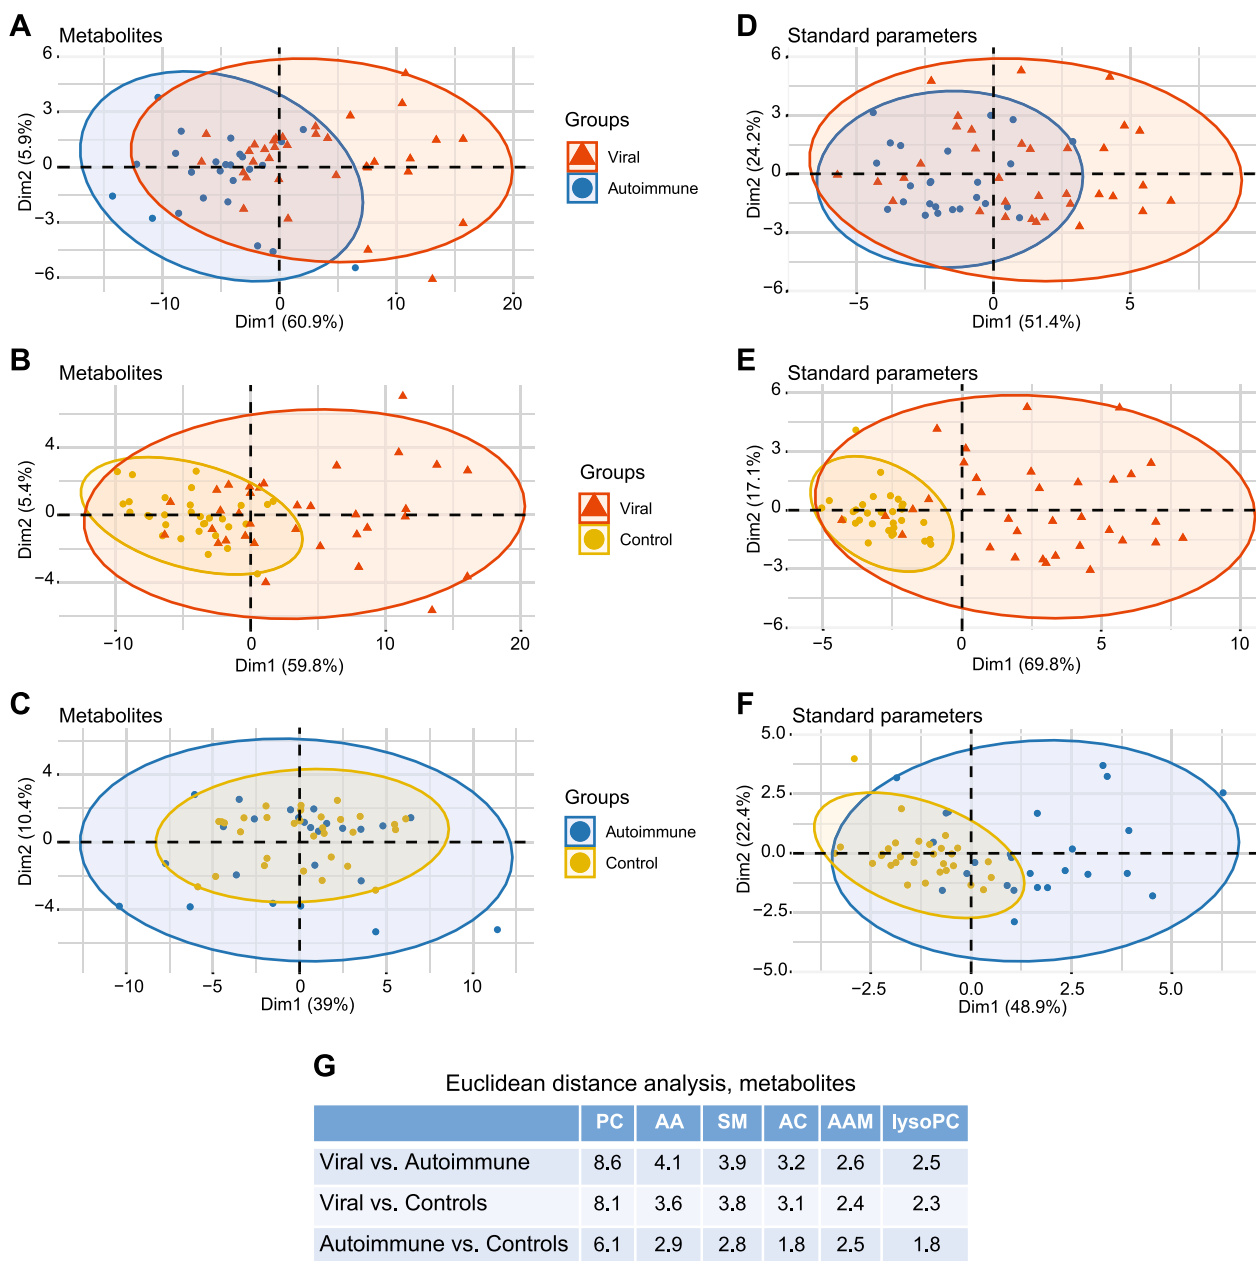 A
Metabolites
6
3
0
−3
−6
Dim2 (5.9%)
−10
0
10
20
Dim1 (60.9%)
Groups
Viral
Autoimmune
D
Standard parameters
6
3
0
−3
−6
Dim2 (24.2%)
−5
0
5
Dim1 (51.4%)
B
Metabolites
4
0
−4
Dim2 (5.4%)
−10
0
10
20
Dim1 (59.8%)
Groups
Viral
Control
E
Standard parameters
6
3
0
−3
−6
Dim2 (17.1%)
−5
0
5
10
Dim1 (69.8%)
C
Metabolites
4
0
−4
Dim2 (10.4%)
−10
−5
0
5
10
Dim1 (39%)
Groups
Autoimmune
Control
F
Standard parameters
5.0
2.5
0.0
−2.5
−5.0
Dim2 (22.4%)
−2.5
0.0
2.5
5.0
Dim1 (48.9%)
G
Euclidean distance analysis, metabolites
PC AA SM AC AAM lysoPC
Viral vs. Autoimmune 8.6 4.1 3.9 3.2 2.6 2.5
Viral vs. Controls 8.1 3.6 3.8 3.1 2.4 2.3
Autoimmune vs. Controls 6.1 2.9 2.8 1.8 2.5 1.8